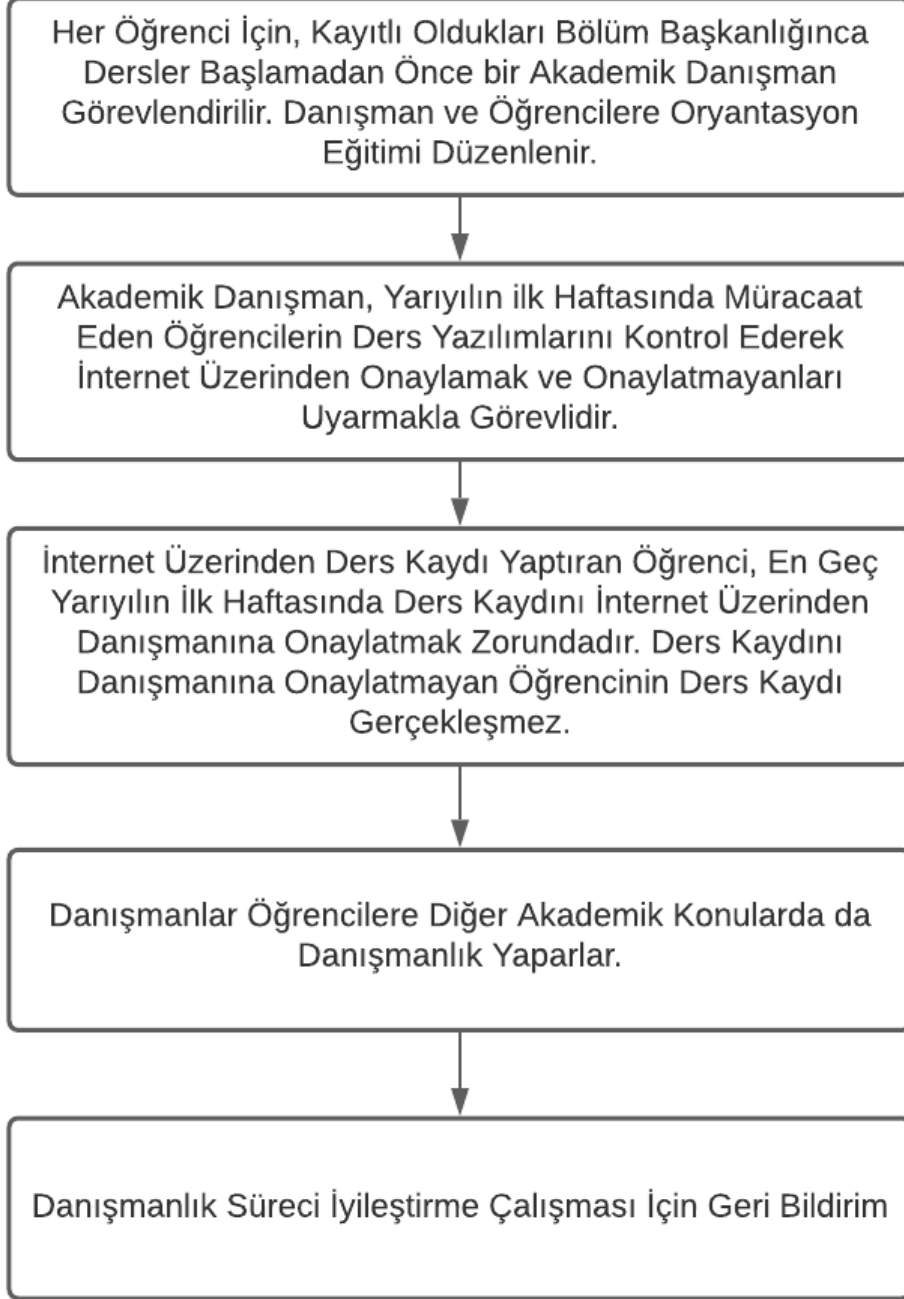 Her Öğrenci İçin, Kayıtlı Oldukları Bölüm Başkanlığınca
Dersler Başlamadan Önce bir Akademik Danışman
Görevlendirilir. Danışman ve Öğrencilere Oryantasyon
Eğitimi Düzenlenir.
Akademik Danışman, Yarıyılın ilk Haftasında Müracaat
Eden Öğrencilerin Ders Yazılımlarını Kontrol Ederek
İnternet Üzerinden Onaylamak ve Onaylatmayanları
Uyarmakla Görevlidir.
İnternet Üzerinden Ders Kaydı Yaptıran Öğrenci, En Geç
Yarıyılın İlk Haftasında Ders Kaydını İnternet Üzerinden
Danışmanına Onaylatmak Zorundadır. Ders Kaydını
Danışmanına Onaylatmayan Öğrencinin Ders Kaydı
Gerçekleşmez.
Danışmanlar Öğrencilere Diğer Akademik Konularda da
Danışmanlık Yaparlar.
Danışmanlık Süreci İyileştirme Çalışması İçin Geri Bildirim